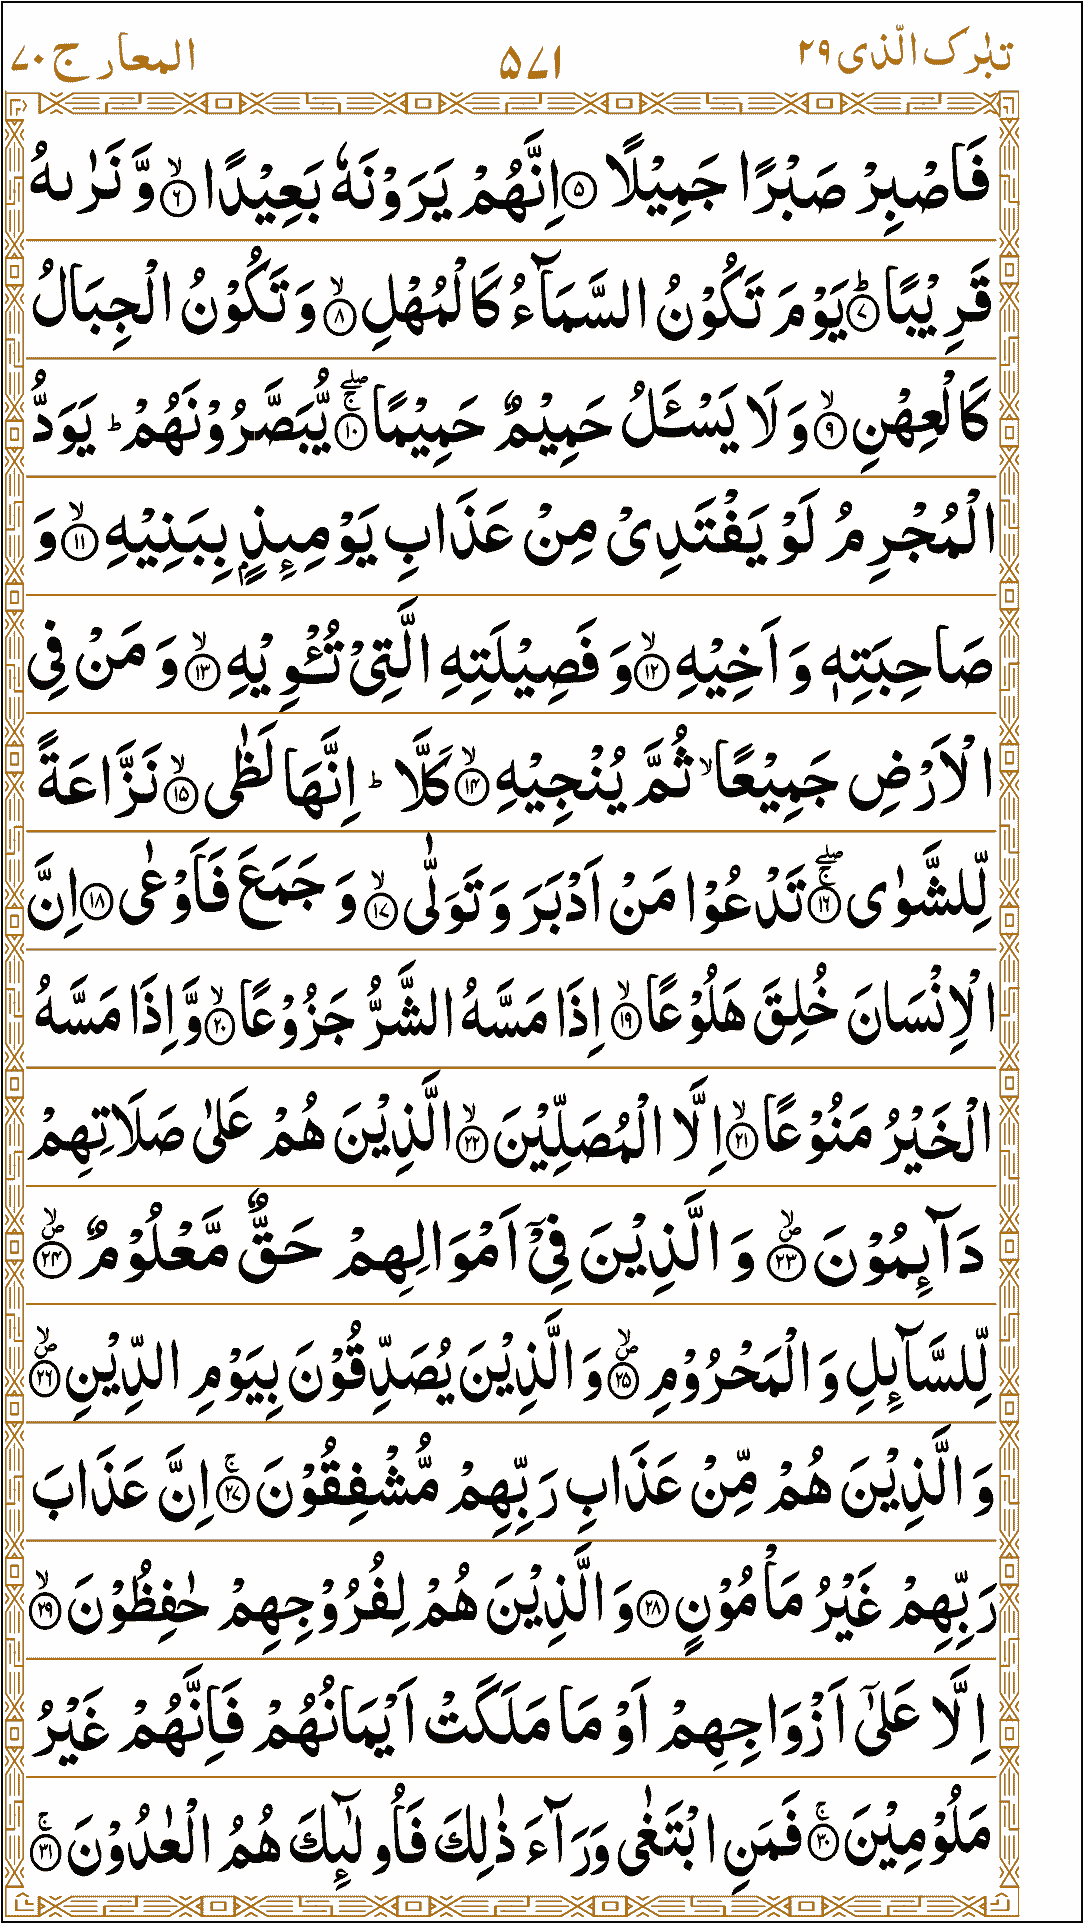 تبٰرک الّذی ۲۹ ۵۷۱ المعارج ۷۰
فَاصْبِرْ صَبْرًا جَمِيْلًا ۵ اِنَّهُمْ يَرَوْنَهٗ بَعِيْدًا ۙ۶ وَّ نَرٰىهُ
قَرِيْبًا ؕ۷ يَوْمَ تَكُوْنُ السَّمَآءُ كَالْمُهْلِ ۙ۸ وَ تَكُوْنُ الْجِبَالُ
كَالْعِهْنِ ۙ۹ وَ لَا يَسْـَٔلُ حَمِيْمٌ حَمِيْمًا ۚۖ۱۰ يُّبَصَّرُوْنَهُمْ ؕ يَوَدُّ
الْمُجْرِمُ لَوْ يَفْتَدِيْ مِنْ عَذَابِ يَوْمِىِٕذٍۭ بِبَنِيْهِ ۙ۱۱ وَ
صَاحِبَتِهٖ وَ اَخِيْهِ ۙ۱۲ وَ فَصِيْلَتِهِ الَّتِيْ تُـْٔوِيْهِ ۙ۱۳ وَ مَنْ فِي
الْاَرْضِ جَمِيْعًا ۙ ثُمَّ يُنْجِيْهِ ۙ۱۴ كَلَّا ؕ اِنَّهَا لَظٰى ۙ۱۵ نَزَّاعَةً
لِّلشَّوٰى ۚۖ۱۶ تَدْعُوْا مَنْ اَدْبَرَ وَ تَوَلّٰى ۙ۱۷ وَ جَمَعَ فَاَوْعٰى ۱۸ اِنَّ
الْاِنْسَانَ خُلِقَ هَلُوْعًا ۙ۱۹ اِذَا مَسَّهُ الشَّرُّ جَزُوْعًا ۙ۲۰ وَّ اِذَا مَسَّهُ
الْخَيْرُ مَنُوْعًا ۙ۲۱ اِلَّا الْمُصَلِّيْنَ ۙ۲۲ الَّذِيْنَ هُمْ عَلٰى صَلَاتِهِمْ
دَآىِٕمُوْنَ ۪ۙ۲۳ وَ الَّذِيْنَ فِيْۤ اَمْوَالِهِمْ حَقٌّ مَّعْلُوْمٌ ۪ۙ۲۴
لِّلسَّآىِٕلِ وَ الْمَحْرُوْمِ ۪ۙ۲۵ وَ الَّذِيْنَ يُصَدِّقُوْنَ بِيَوْمِ الدِّيْنِ ۪ۙ۲۶
وَ الَّذِيْنَ هُمْ مِّنْ عَذَابِ رَبِّهِمْ مُّشْفِقُوْنَ ۚ۲۷ اِنَّ عَذَابَ
رَبِّهِمْ غَيْرُ مَاْمُوْنٍ ۲۸ وَ الَّذِيْنَ هُمْ لِفُرُوْجِهِمْ حٰفِظُوْنَ ۙ۲۹
اِلَّا عَلٰۤى اَزْوَاجِهِمْ اَوْ مَا مَلَكَتْ اَيْمَانُهُمْ فَاِنَّهُمْ غَيْرُ
مَلُوْمِيْنَ ۚ۳۰ فَمَنِ ابْتَغٰى وَرَآءَ ذٰلِكَ فَاُولٰٓىِٕكَ هُمُ الْعٰدُوْنَ ۚ۳۱